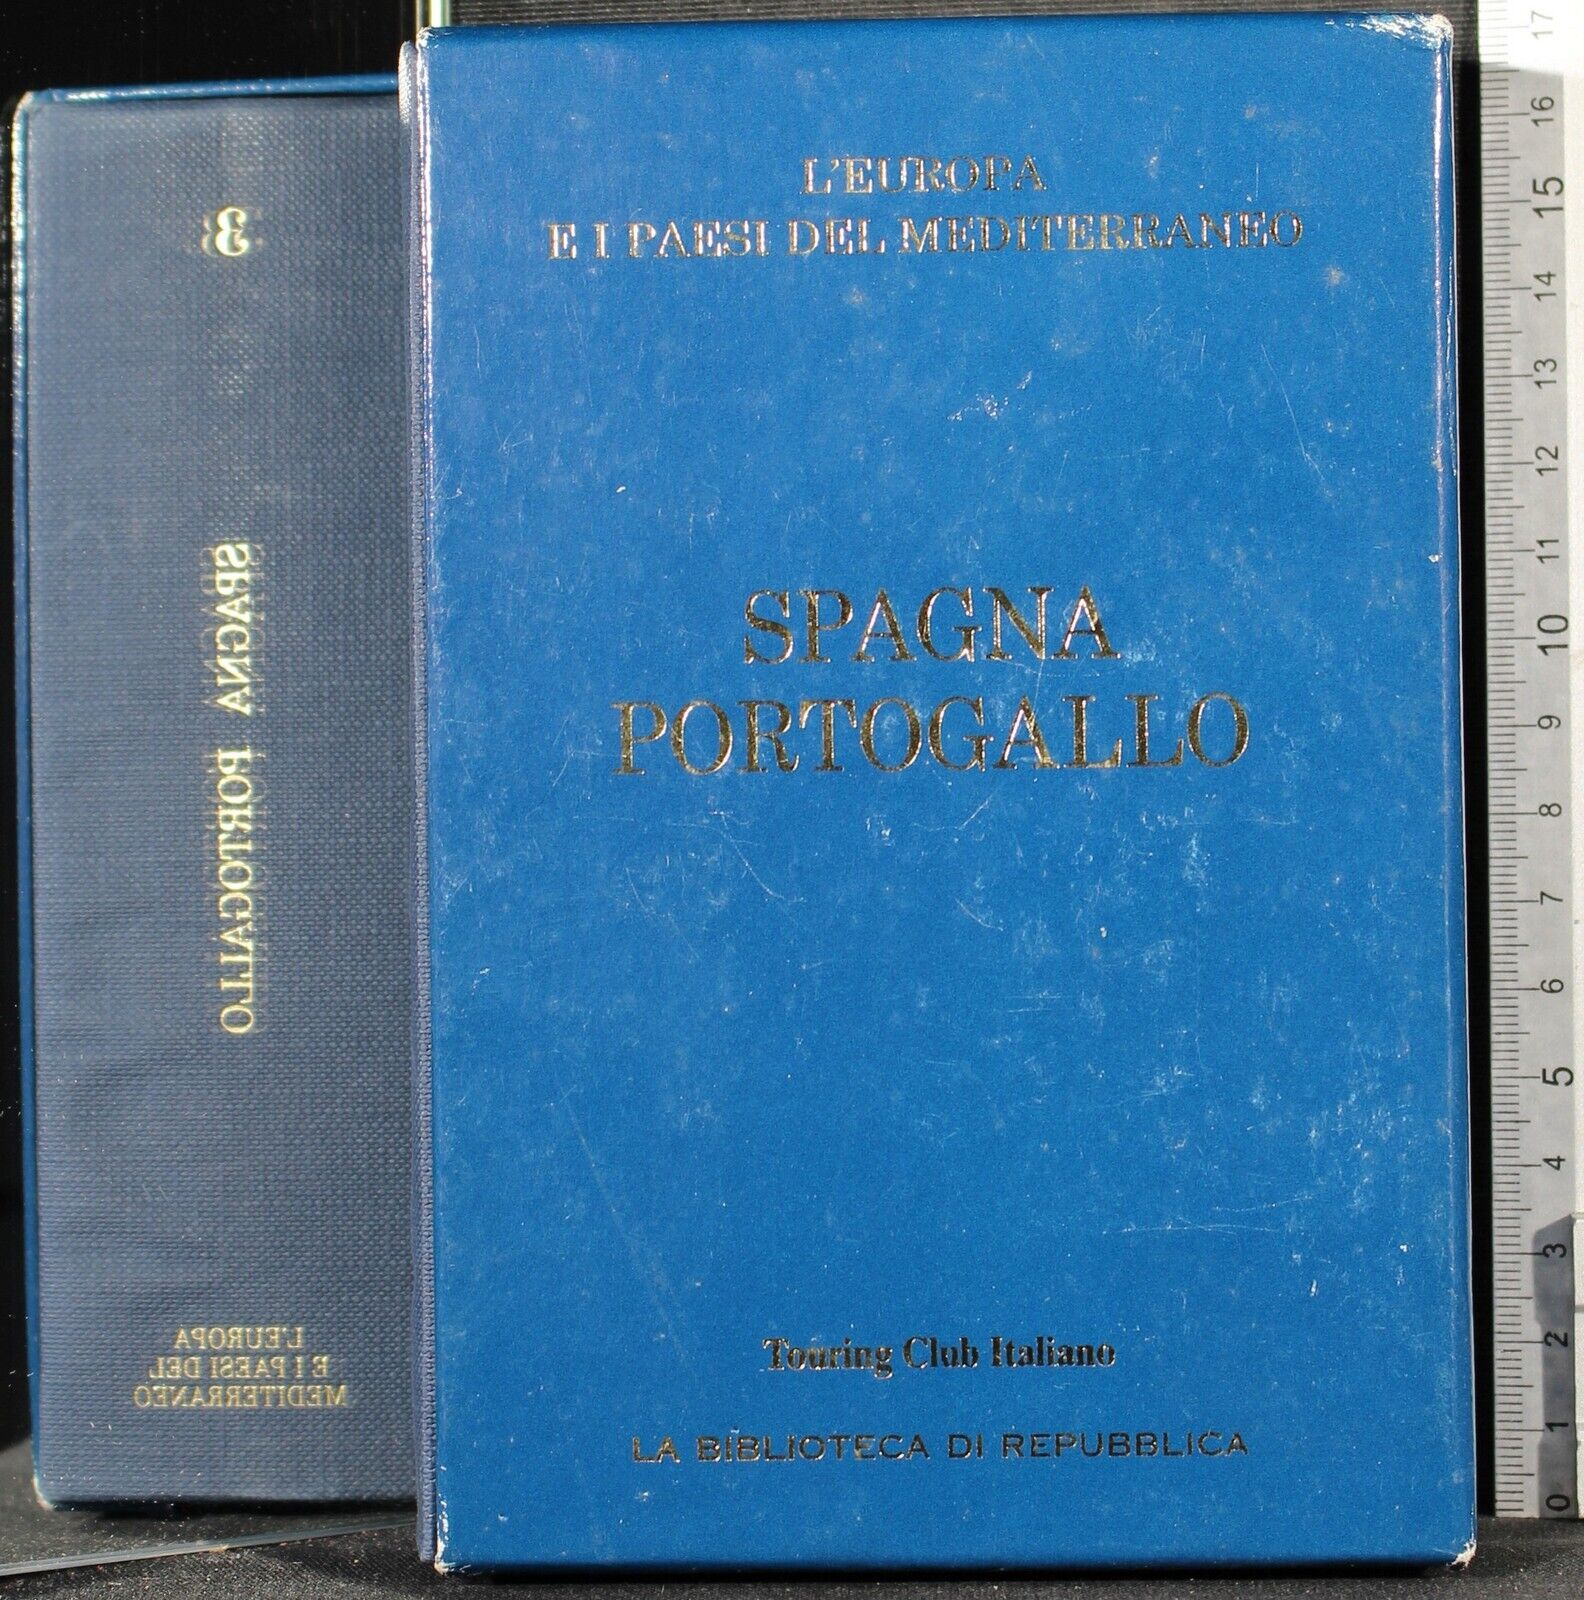 L'EUROPA
E I PAESI DEL MEDITERRANEO
SPAGNA
PORTOGALLO
Touring Club Italiano
LA BIBLIOTECA DI REPUBBLICA
3
SPAGNA PORTOGALLO
L'EUROPA
E I PAESI DEL
MEDITERRANEO
17
16
15
14
13
12
11
10
9
8
7
6
5
4
3
2
1
0